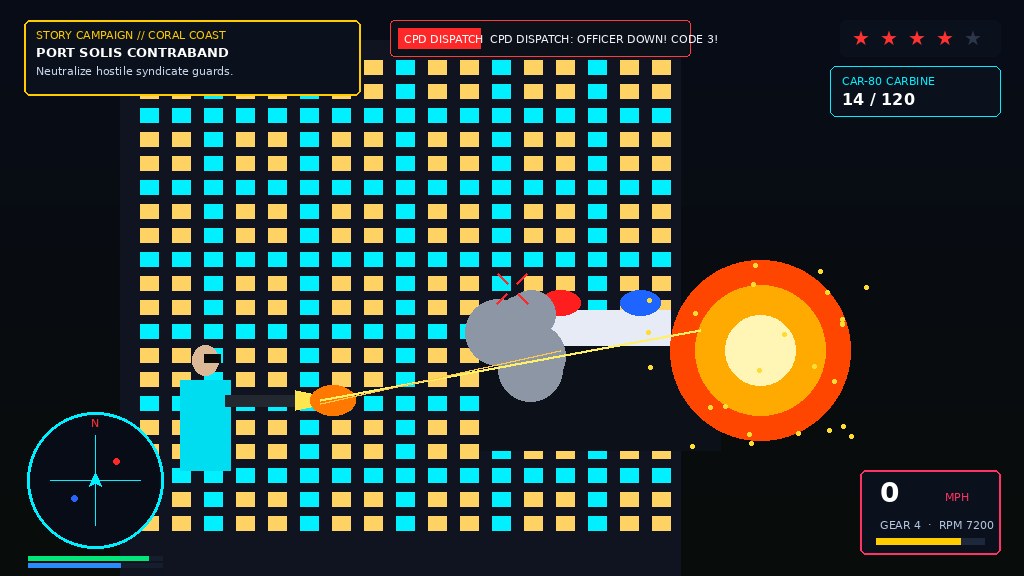 STORY CAMPAIGN // CORAL COAST
PORT SOLIS CONTRABAND
Neutralize hostile syndicate guards.
CPD DISPATCH CPD DISPATCH: OFFICER DOWN! CODE 3!
★ ★ ★ ★ ★
CAR-80 CARBINE
14 / 120
N
0 MPH
GEAR 4 · RPM 7200